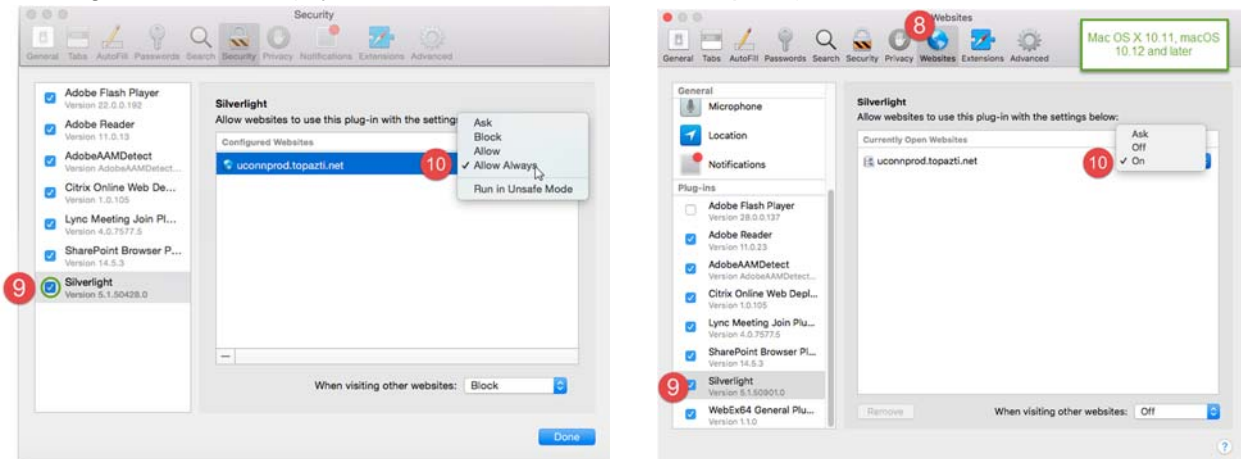 Security
General Tabs AutoFill Passwords Search Security Privacy Notifications Extensions Advanced
Adobe Flash Player
Version 22.0.0.192
Adobe Reader
Version 11.0.13
AdobeAAMDetect
Version AdobeAAMDetect...
Citrix Online Web De...
Version 1.0.105
Lync Meeting Join Pl...
Version 4.0.7577.5
SharePoint Browser P...
Version 14.5.3
9
Silverlight
Version 5.1.50428.0
Silverlight
Allow websites to use this plug-in with the setting
Configured Websites
uconnprod.topazti.net
10
Ask
Block
Allow
✓ Allow Always
Run in Unsafe Mode
When visiting other websites: Block
Done
8
Websites
General Tabs AutoFill Passwords Search Security Privacy Websites Extensions Advanced
Mac OS X 10.11, macOS
10.12 and later
General
Microphone
Location
Notifications
Plug-ins
Adobe Flash Player
Version 28.0.0.137
Adobe Reader
Version 11.0.23
AdobeAAMDetect
Version AdobeAAMDetect...
Citrix Online Web Depl...
Version 1.0.105
Lync Meeting Join Plu...
Version 4.0.7577.5
SharePoint Browser Pl...
Version 14.5.3
9
Silverlight
Version 5.1.50901.0
WebEx64 General Plu...
Version 1.1.0
Silverlight
Allow websites to use this plug-in with the settings below:
Currently Open Websites
uconnprod.topazti.net
10
Ask
Off
✓ On
Remove
When visiting other websites: Off
?